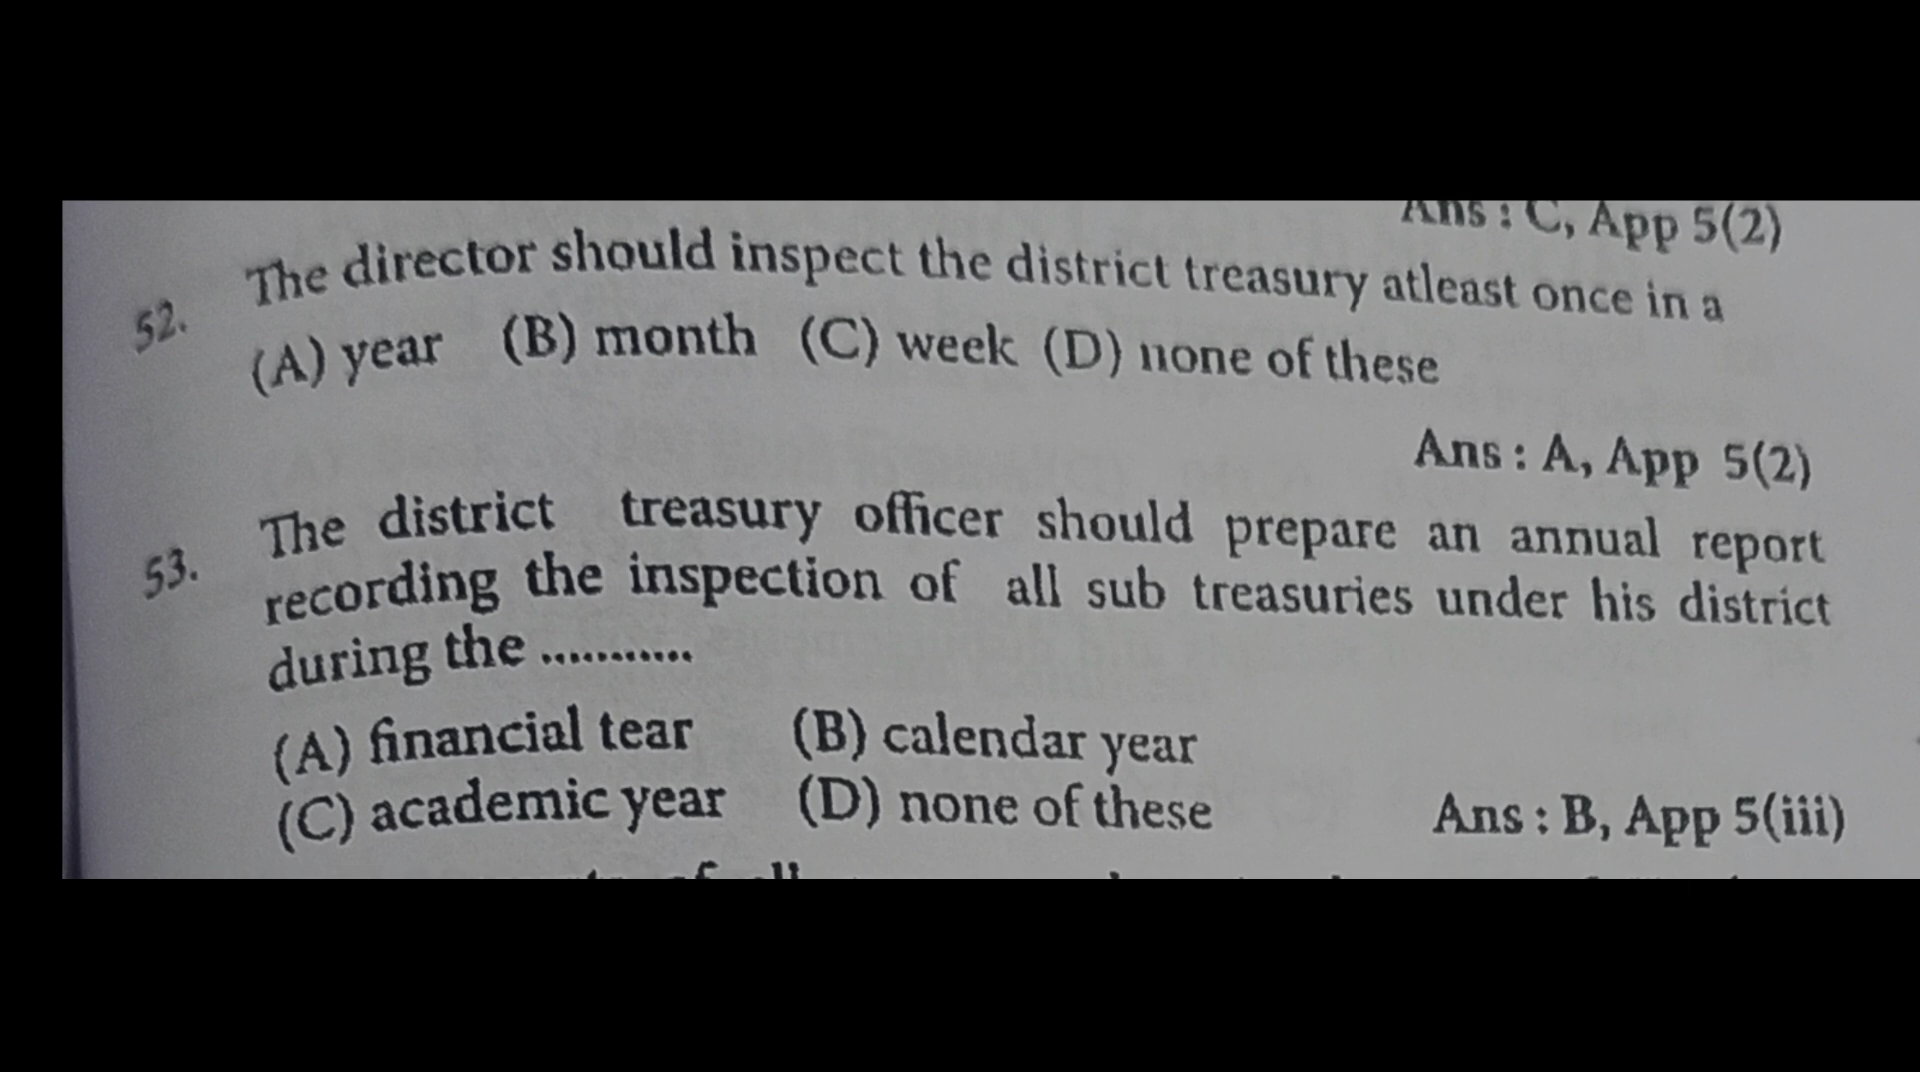 Ans : C, App 5(2)
52. The director should inspect the district treasury atleast once in a
(A) year (B) month (C) week (D) none of these
Ans : A, App 5(2)
53. The district treasury officer should prepare an annual report
recording the inspection of all sub treasuries under his district
during the ...........
(A) financial tear (B) calendar year
(C) academic year (D) none of these Ans : B, App 5(iii)